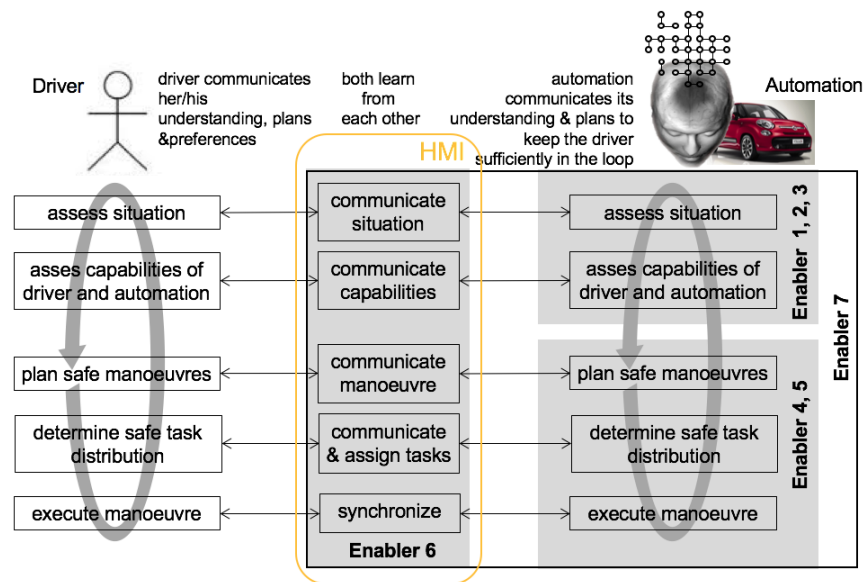 Driver
driver communicates
her/his
understanding, plans
&preferences
both learn
from
each other
automation
communicates its
understanding & plans to
keep the driver
sufficiently in the loop
Automation
HMI
assess situation
communicate
situation
assess situation
asses capabilities of
driver and automation
communicate
capabilities
asses capabilities of
driver and automation
Enabler 1, 2, 3
plan safe manoeuvres
communicate
manoeuvre
plan safe manoeuvres
determine safe task
distribution
communicate
& assign tasks
determine safe task
distribution
execute manoeuvre
synchronize
execute manoeuvre
Enabler 4, 5
Enabler 6
Enabler 7